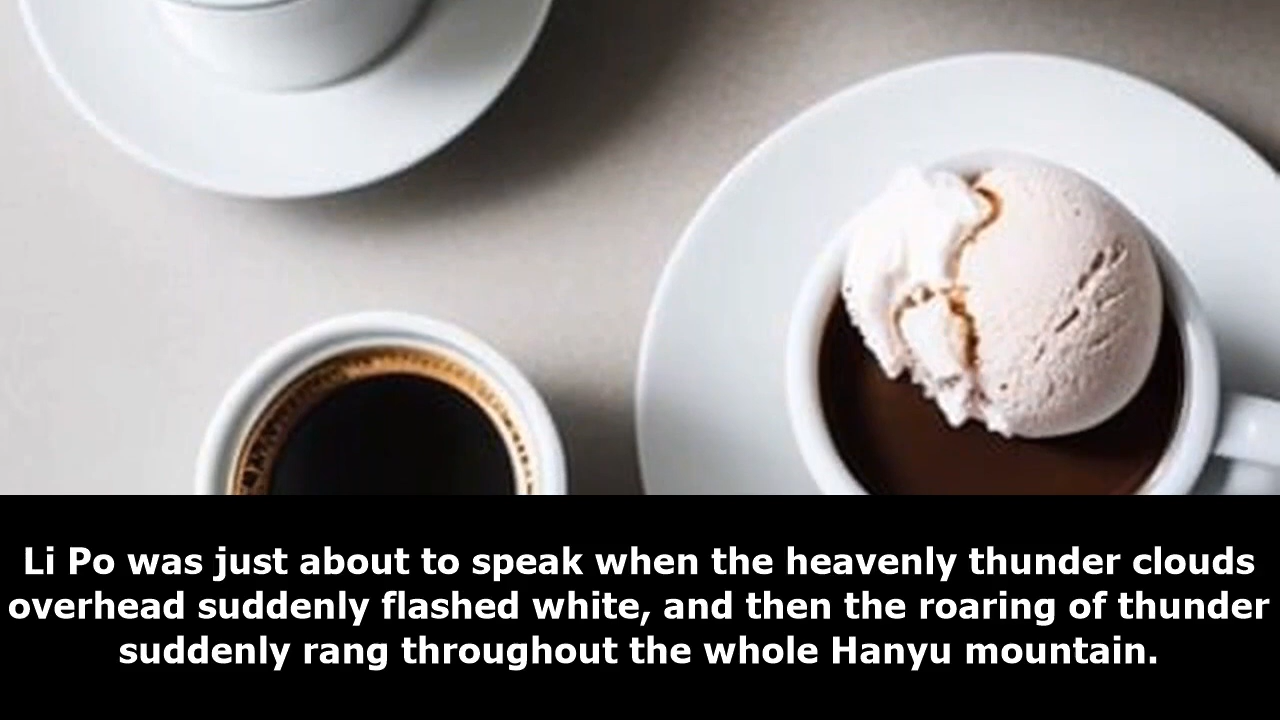 Li Po was just about to speak when the heavenly thunder clouds
overhead suddenly flashed white, and then the roaring of thunder
suddenly rang throughout the whole Hanyu mountain.